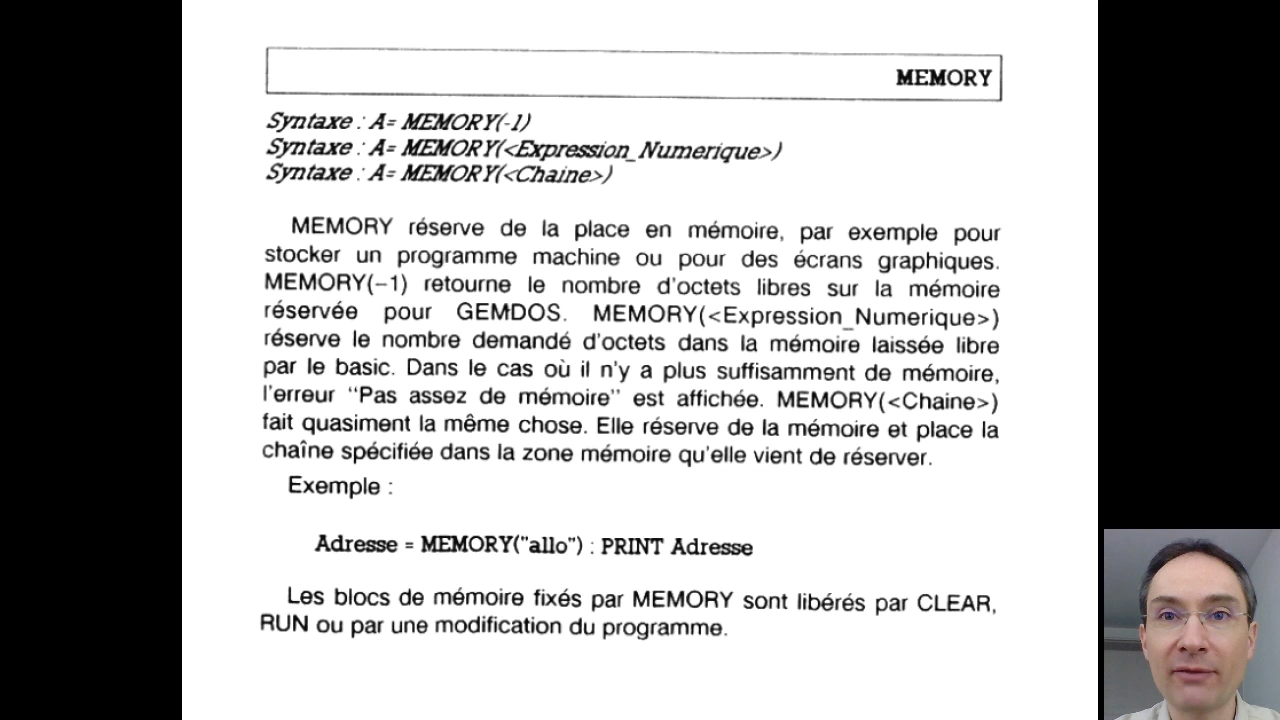 MEMORY
Syntaxe : A= MEMORY(-1)
Syntaxe : A= MEMORY(<Expression_Numerique>)
Syntaxe : A= MEMORY(<Chaine>)
MEMORY réserve de la place en mémoire, par exemple pour
stocker un programme machine ou pour des écrans graphiques.
MEMORY(−1) retourne le nombre d'octets libres sur la mémoire
réservée pour GEMDOS. MEMORY(<Expression_Numerique>)
réserve le nombre demandé d'octets dans la mémoire laissée libre
par le basic. Dans le cas où il n'y a plus suffisamment de mémoire,
l'erreur ''Pas assez de mémoire'' est affichée. MEMORY(<Chaine>)
fait quasiment la même chose. Elle réserve de la mémoire et place la
chaîne spécifiée dans la zone mémoire qu'elle vient de réserver.
Exemple :
Adresse = MEMORY("allo") : PRINT Adresse
Les blocs de mémoire fixés par MEMORY sont libérés par CLEAR,
RUN ou par une modification du programme.